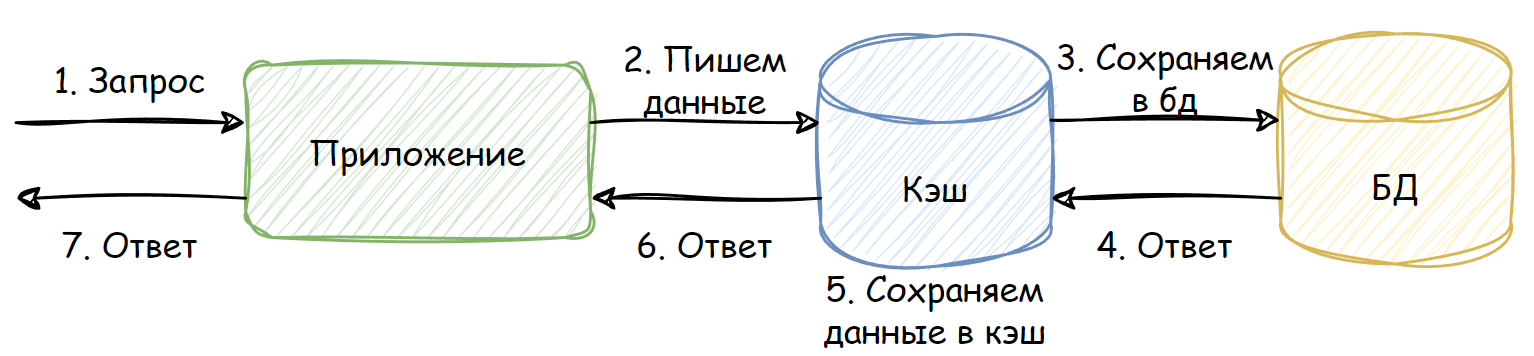 1. Запрос
Приложение
7. Ответ
2. Пишем
данные
6. Ответ
Кэш
5. Сохраняем
данные в кэш
3. Сохраняем
в бд
4. Ответ
БД